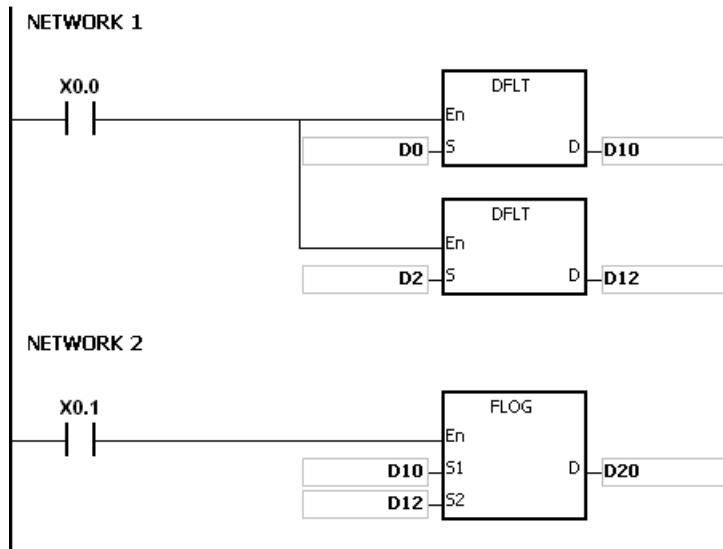 NETWORK 1
X0.0
DFLT
En
D0 S D D10
DFLT
En
D2 S D D12
NETWORK 2
X0.1
FLOG
En
D10 S1 D D20
D12 S2